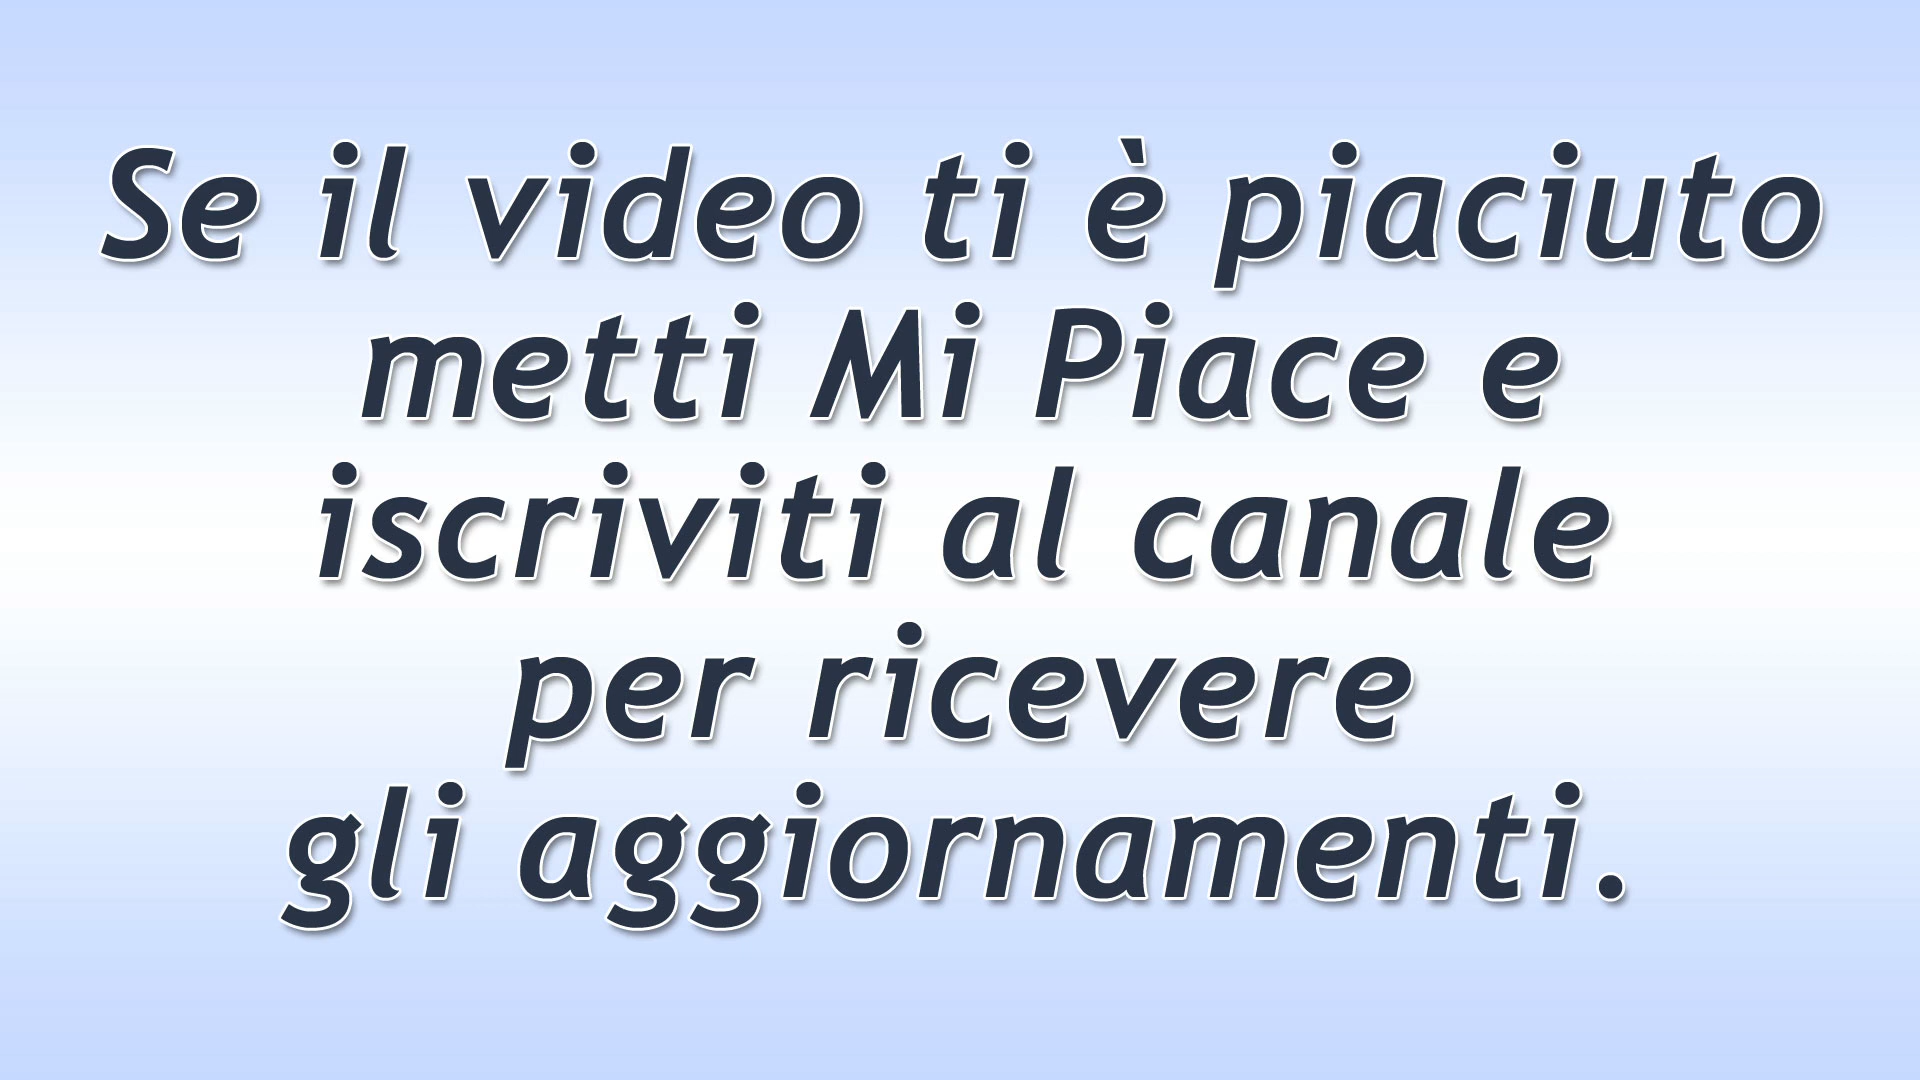 Se il video ti è piaciuto
metti Mi Piace e
iscriviti al canale
per ricevere
gli aggiornamenti.